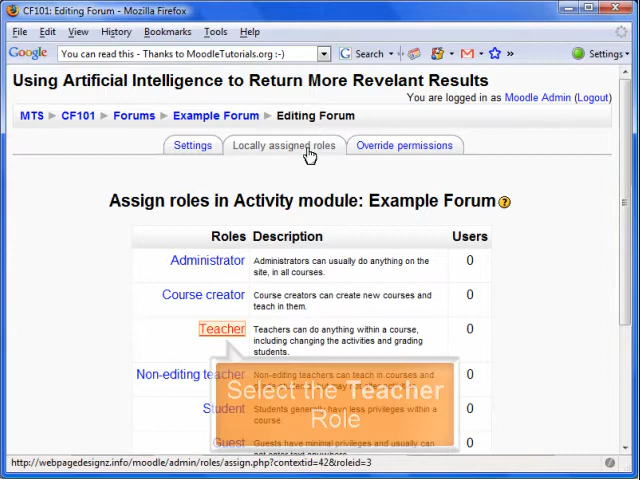 CF101: Editing Forum - Mozilla Firefox
File Edit View History Bookmarks Tools Help
Google You can read this - Thanks to MoodleTutorials.org :-) Search Settings
Using Artificial Intelligence to Return More Revelant Results
You are logged in as Moodle Admin (Logout)
MTS ► CF101 ► Forums ► Example Forum ► Editing Forum
Settings Locally assigned roles Override permissions
Assign roles in Activity module: Example Forum
Roles Description Users
Administrator Administrators can usually do anything on the site, in all courses. 0
Course creator Course creators can create new courses and teach in them. 0
Teacher Teachers can do anything within a course, including changing the activities and grading students. 0
Non-editing teacher Non-editing teachers can teach in courses and 0
Select the Teacher
Role
Student Students generally have less privileges within a course. 0
Guest Guests have minimal privileges and usually can 0
http://webpagedesignz.info/moodle/admin/roles/assign.php?contextid=42&roleid=3